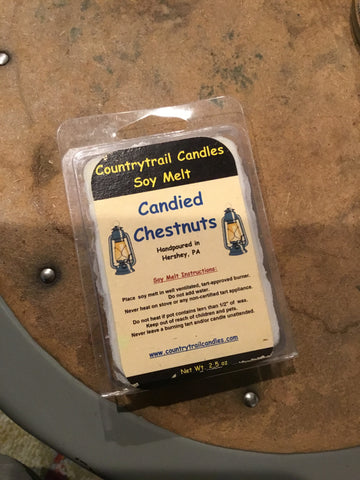 Countrytrail Candles
Soy Melt
Candied
Chestnuts
Handpoured in
Hershey, PA
Soy Melt Instructions:
Place soy melt in well ventilated, tart-approved burner.
Do not add water.
Never heat on stove or any non-certified tart appliance.
Do not heat if pot contains less than 1/2" of wax.
Keep out of reach of children and pets.
Never leave a burning tart and/or candle unattended.
www.countrytrailcandles.com
Net Wt. 2.5 oz